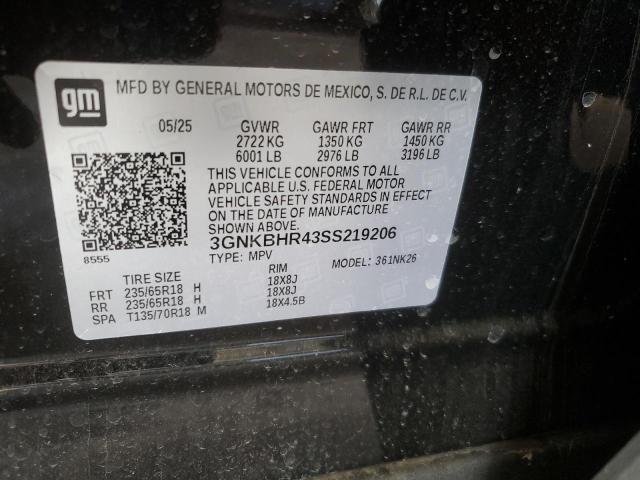 gm
MFD BY GENERAL MOTORS DE MEXICO, S. DE R.L. DE C.V.
05/25 GVWR GAWR FRT GAWR RR
2722 KG 1350 KG 1450 KG
6001 LB 2976 LB 3196 LB
THIS VEHICLE CONFORMS TO ALL
APPLICABLE U.S. FEDERAL MOTOR
VEHICLE SAFETY STANDARDS IN EFFECT
ON THE DATE OF MANUFACTURE
SHOWN ABOVE.
8555 3GNKBHR43SS219206
TYPE: MPV MODEL: 361NK26
TIRE SIZE RIM
FRT 235/65R18 H 18X8J
RR 235/65R18 H 18X8J
SPA T135/70R18 M 18X4.5B